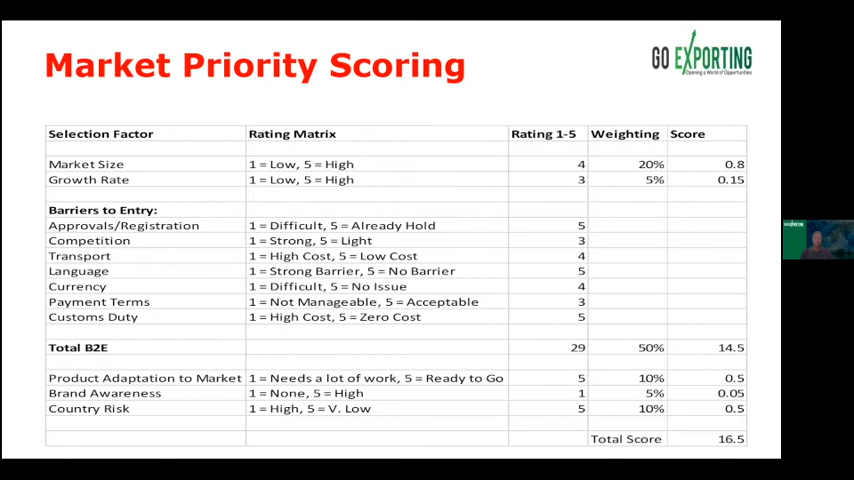 Market Priority Scoring
GO EXPORTING
Opening a World of Opportunities
Selection Factor Rating Matrix Rating 1-5 Weighting Score
Market Size 1 = Low, 5 = High 4 20% 0.8
Growth Rate 1 = Low, 5 = High 3 5% 0.15
Barriers to Entry:
Approvals/Registration 1 = Difficult, 5 = Already Hold 5
Competition 1 = Strong, 5 = Light 3
Transport 1 = High Cost, 5 = Low Cost 4
Language 1 = Strong Barrier, 5 = No Barrier 5
Currency 1 = Difficult, 5 = No Issue 4
Payment Terms 1 = Not Manageable, 5 = Acceptable 3
Customs Duty 1 = High Cost, 5 = Zero Cost 5
Total B2E 29 50% 14.5
Product Adaptation to Market 1 = Needs a lot of work, 5 = Ready to Go 5 10% 0.5
Brand Awareness 1 = None, 5 = High 1 5% 0.05
Country Risk 1 = High, 5 = V. Low 5 10% 0.5
Total Score 16.5